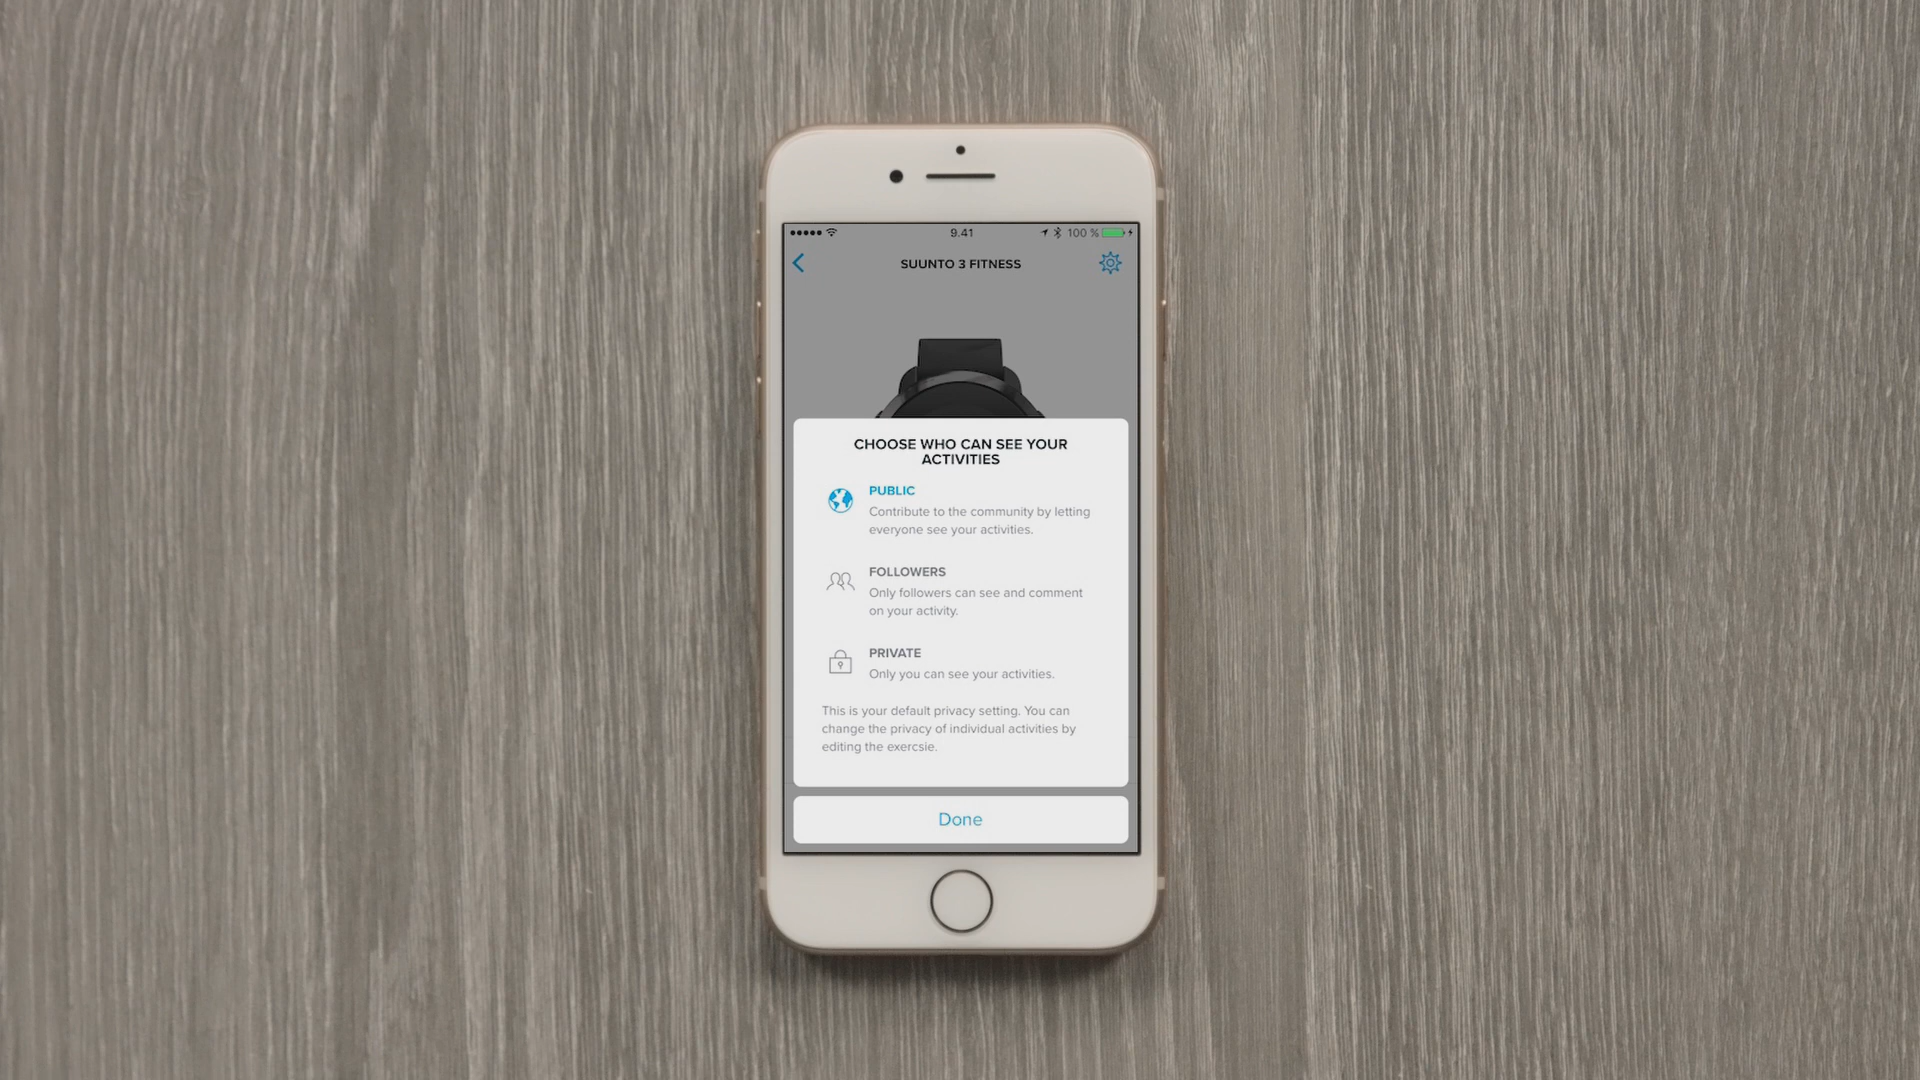 9.41
100 %
SUUNTO 3 FITNESS
CHOOSE WHO CAN SEE YOUR
ACTIVITIES
PUBLIC
Contribute to the community by letting
everyone see your activities.
FOLLOWERS
Only followers can see and comment
on your activity.
PRIVATE
Only you can see your activities.
This is your default privacy setting. You can
change the privacy of individual activities by
editing the exercsie.
Done